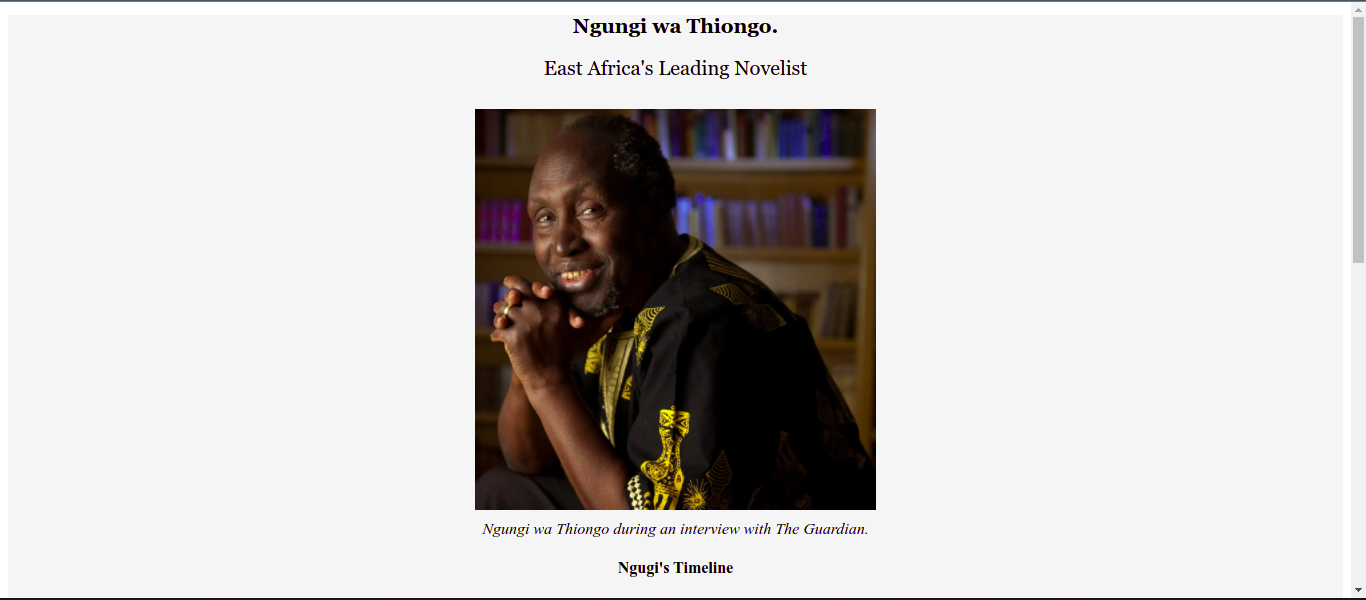 Ngungi wa Thiongo.
East Africa's Leading Novelist
Ngungi wa Thiongo during an interview with The Guardian.
Ngugi's Timeline